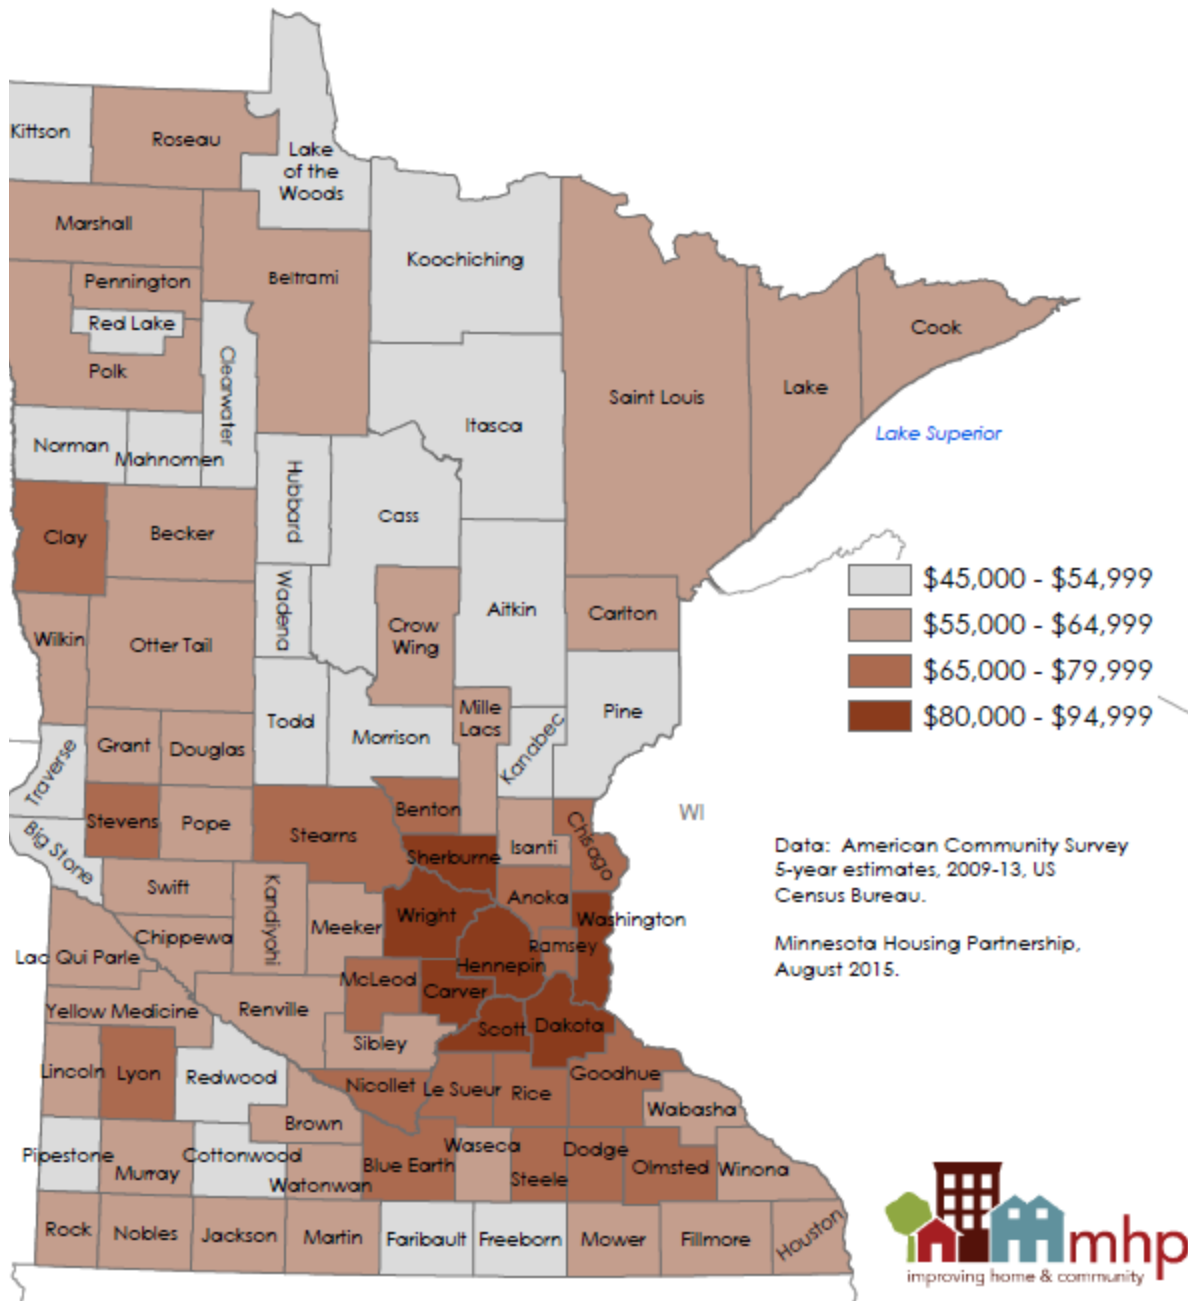 Kittson
Roseau
Lake
of the
Woods
Marshall
Koochiching
Beltrami
Pennington
Red Lake
Cook
Polk
Clearwater
Saint Louis
Lake
Itasca
Lake Superior
Norman
Mahnomen
Hubbard
Cass
Clay
Becker
$45,000 - $54,999
$55,000 - $64,999
$65,000 - $79,999
$80,000 - $94,999
Wadena
Aitkin
Carlton
Crow
Wing
Wilkin
Otter Tail
Mille
Lacs
Pine
Todd
Morrison
Kanabec
Grant
Douglas
Traverse
Benton
WI
Stevens
Pope
Stearns
Chisago
Isanti
Big Stone
Sherburne
Data: American Community Survey
5-year estimates, 2009-13, US
Census Bureau.
Minnesota Housing Partnership,
August 2015.
Swift
Kandiyohi
Anoka
Wright
Washington
Meeker
Chippewa
Ramsey
Lac Qui Parle
Hennepin
McLeod
Carver
Yellow Medicine
Renville
Scott
Dakota
Sibley
Lincoln
Lyon
Redwood
Nicollet
Le Sueur
Rice
Goodhue
Wabasha
Brown
Waseca
Dodge
Pipestone
Murray
Cottonwood
Watonwan
Blue Earth
Steele
Olmsted
Winona
Rock
Nobles
Jackson
Martin
Faribault
Freeborn
Mower
Fillmore
Houston
mhp
improving home & community